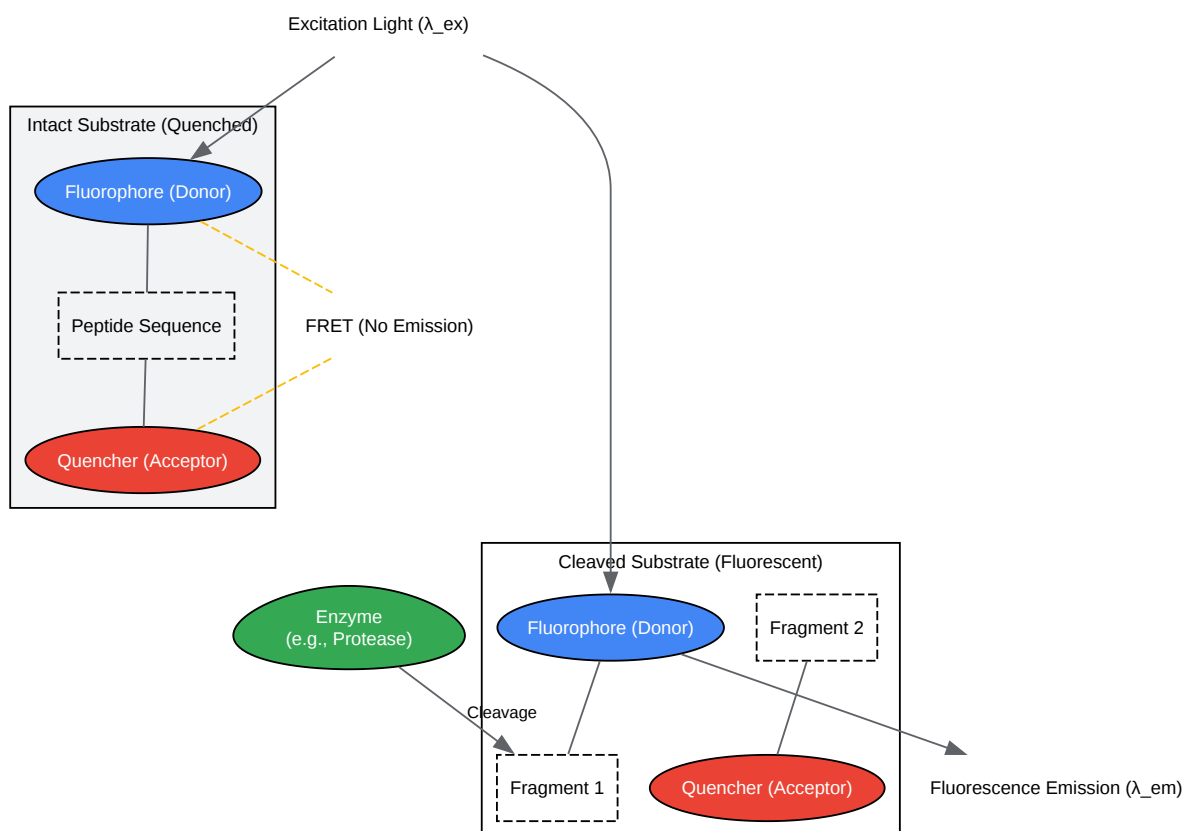 Excitation Light (λ_ex)
Intact Substrate (Quenched)
Fluorophore (Donor)
Peptide Sequence
FRET (No Emission)
Quencher (Acceptor)
Cleaved Substrate (Fluorescent)
Enzyme
(e.g., Protease)
Fluorophore (Donor)
Fragment 2
Cleavage
Fragment 1
Quencher (Acceptor)
Fluorescence Emission (λ_em)